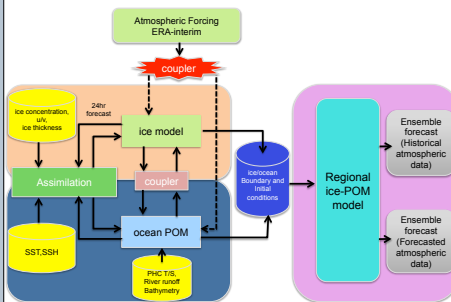 Atmospheric Forcing
ERA-interim
coupler
ice concentration,
u/v,
ice thickness
24hr
forecast
ice model
Assimilation
coupler
ice/ocean
Boundary and
Initial
conditions
Regional
ice-POM
model
Ensemble
forecast
(Historical
atmospheric
data)
Ensemble
forecast
(Forecasted
atmospheric
data)
SST,SSH
ocean POM
PHC T/S,
River runoff
Bathymetry